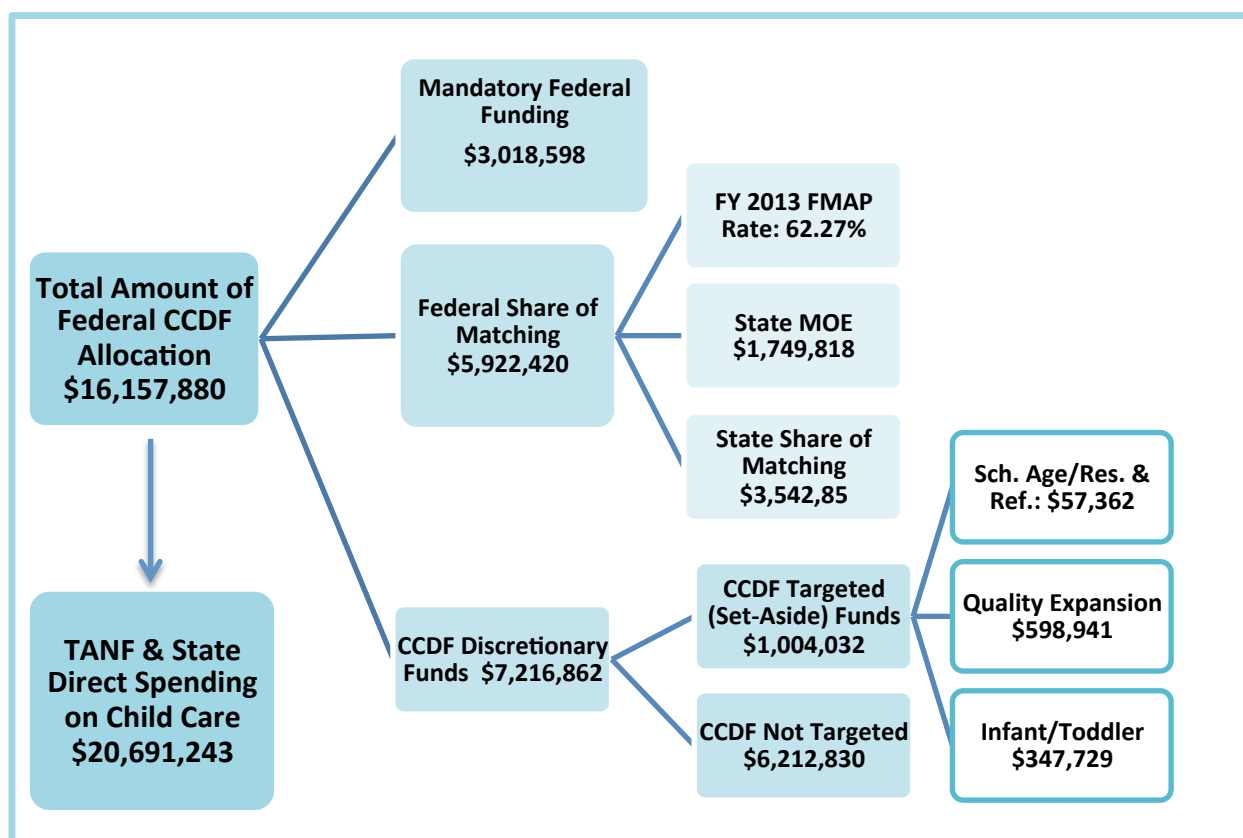 Mandatory Federal
Funding
$3,018,598
FY 2013 FMAP
Rate: 62.27%
Total Amount of
Federal CCDF
Allocation
$16,157,880
Federal Share of
Matching
$5,922,420
State MOE
$1,749,818
State Share of
Matching
$3,542,85
Sch. Age/Res. &
Ref.: $57,362
TANF & State
Direct Spending
on Child Care
$20,691,243
CCDF Discretionary
Funds $7,216,862
CCDF Targeted
(Set-Aside) Funds
$1,004,032
Quality Expansion
$598,941
CCDF Not Targeted
$6,212,830
Infant/Toddler
$347,729